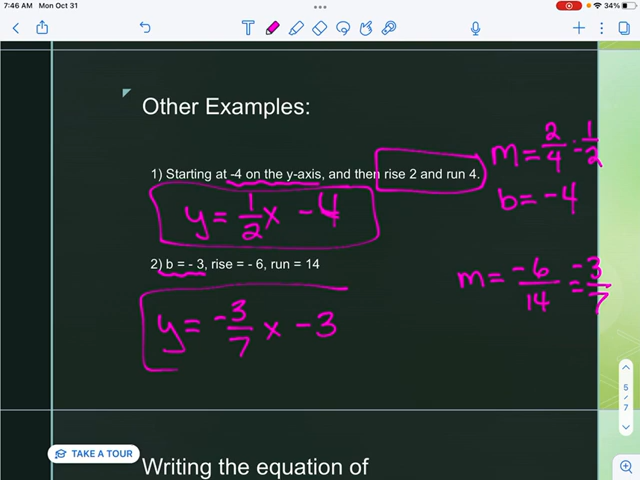 7:46 AM Mon Oct 31
34%
T
Other Examples:
1) Starting at -4 on the y-axis, and then rise 2 and run 4.
m = 2/4 = 1/2
b = -4
y = 1/2 x - 4
2) b = - 3, rise = - 6, run = 14
m = -6/14 = -3/7
y = -3/7 x - 3
5
/
7
TAKE A TOUR
Writing the equation of